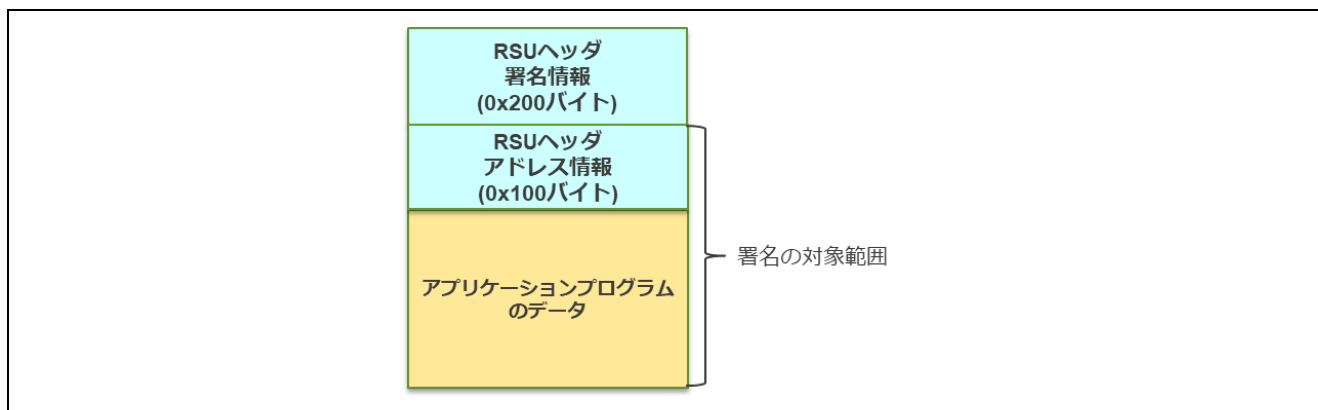 RSUヘッダ
署名情報
(0x200バイト)
RSUヘッダ
アドレス情報
(0x100バイト)
アプリケーションプログラム
のデータ
署名の対象範囲